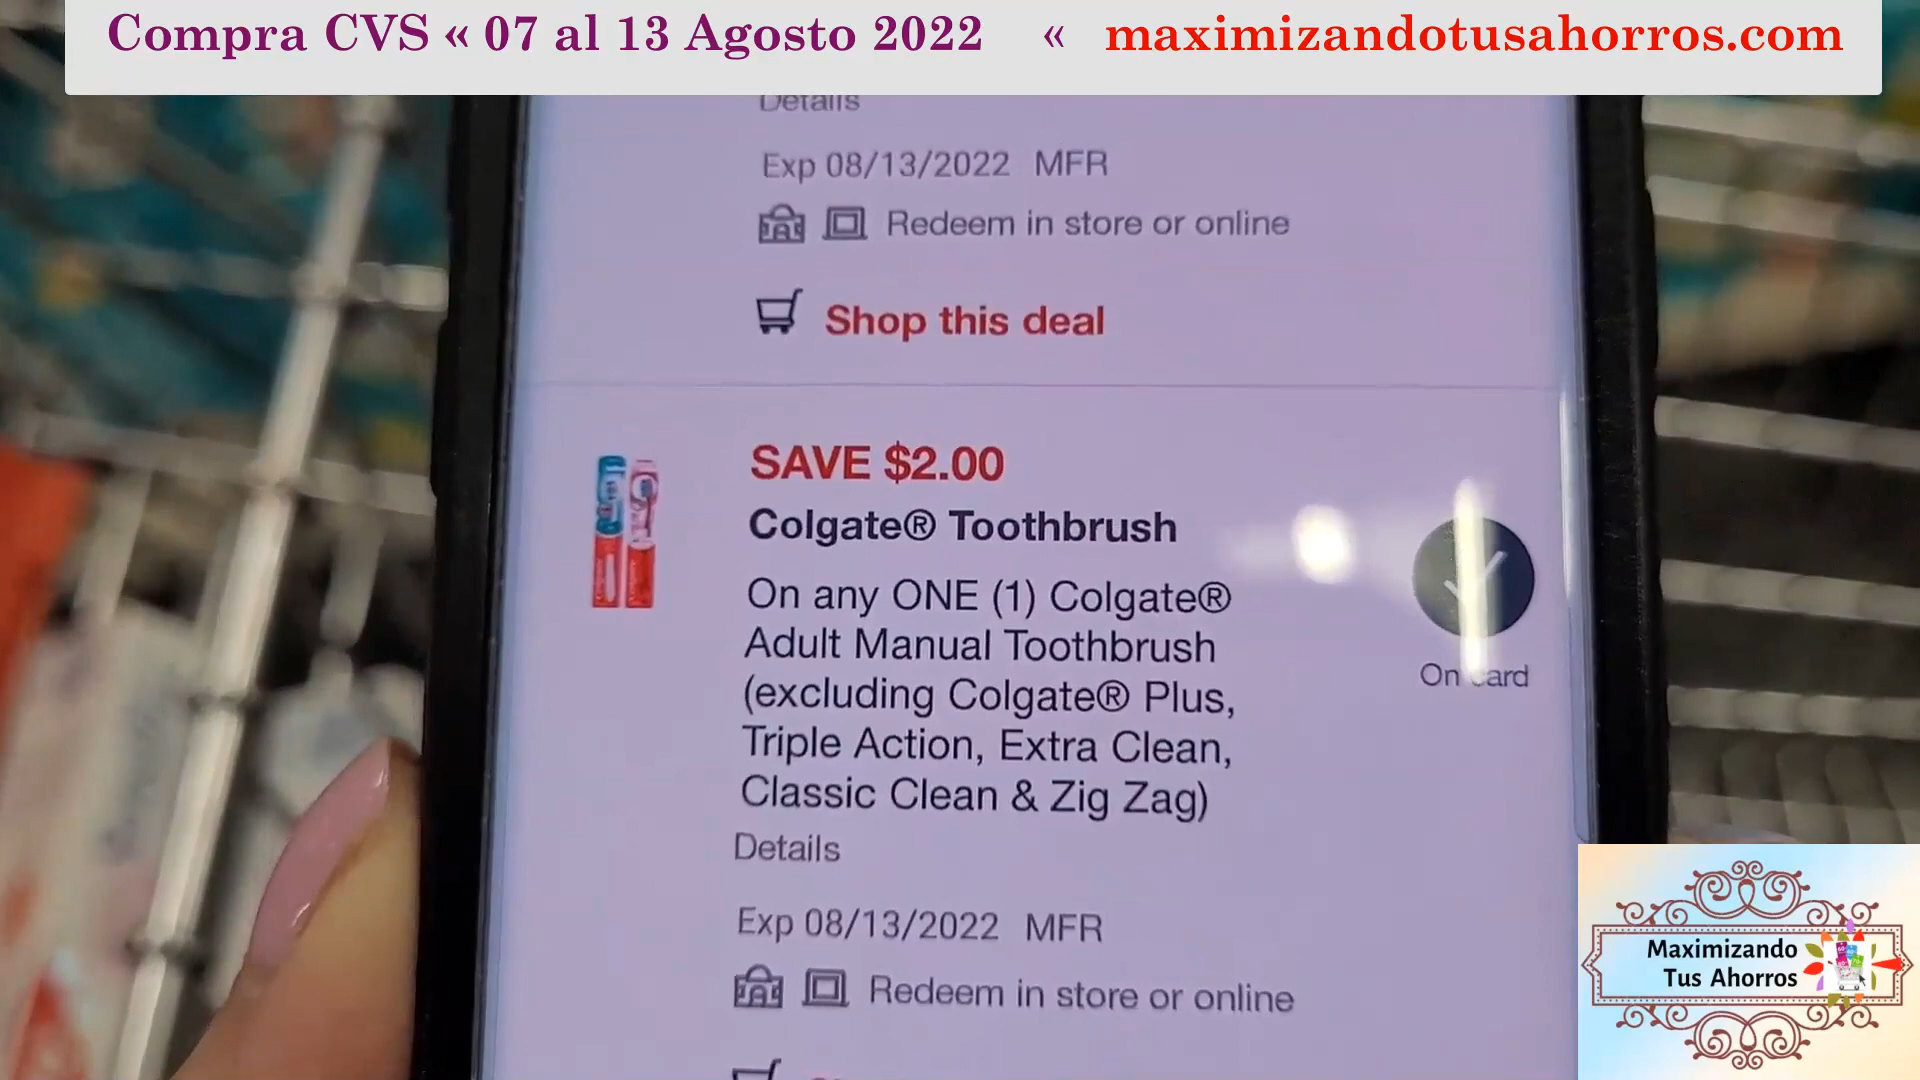 Compra CVS « 07 al 13 Agosto 2022 « maximizandotusahorros.com
Details
Exp 08/13/2022 MFR
Redeem in store or online
Shop this deal
SAVE $2.00
Colgate® Toothbrush
On any ONE (1) Colgate®
Adult Manual Toothbrush
(excluding Colgate® Plus,
Triple Action, Extra Clean,
Classic Clean & Zig Zag)
On card
Details
Exp 08/13/2022 MFR
Redeem in store or online
Maximizando
Tus Ahorros